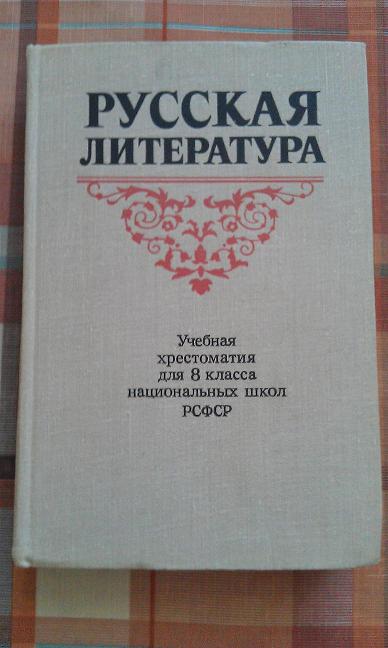 РУССКАЯ
ЛИТЕРАТУРА
Учебная
хрестоматия
для 8 класса
национальных школ
РСФСР